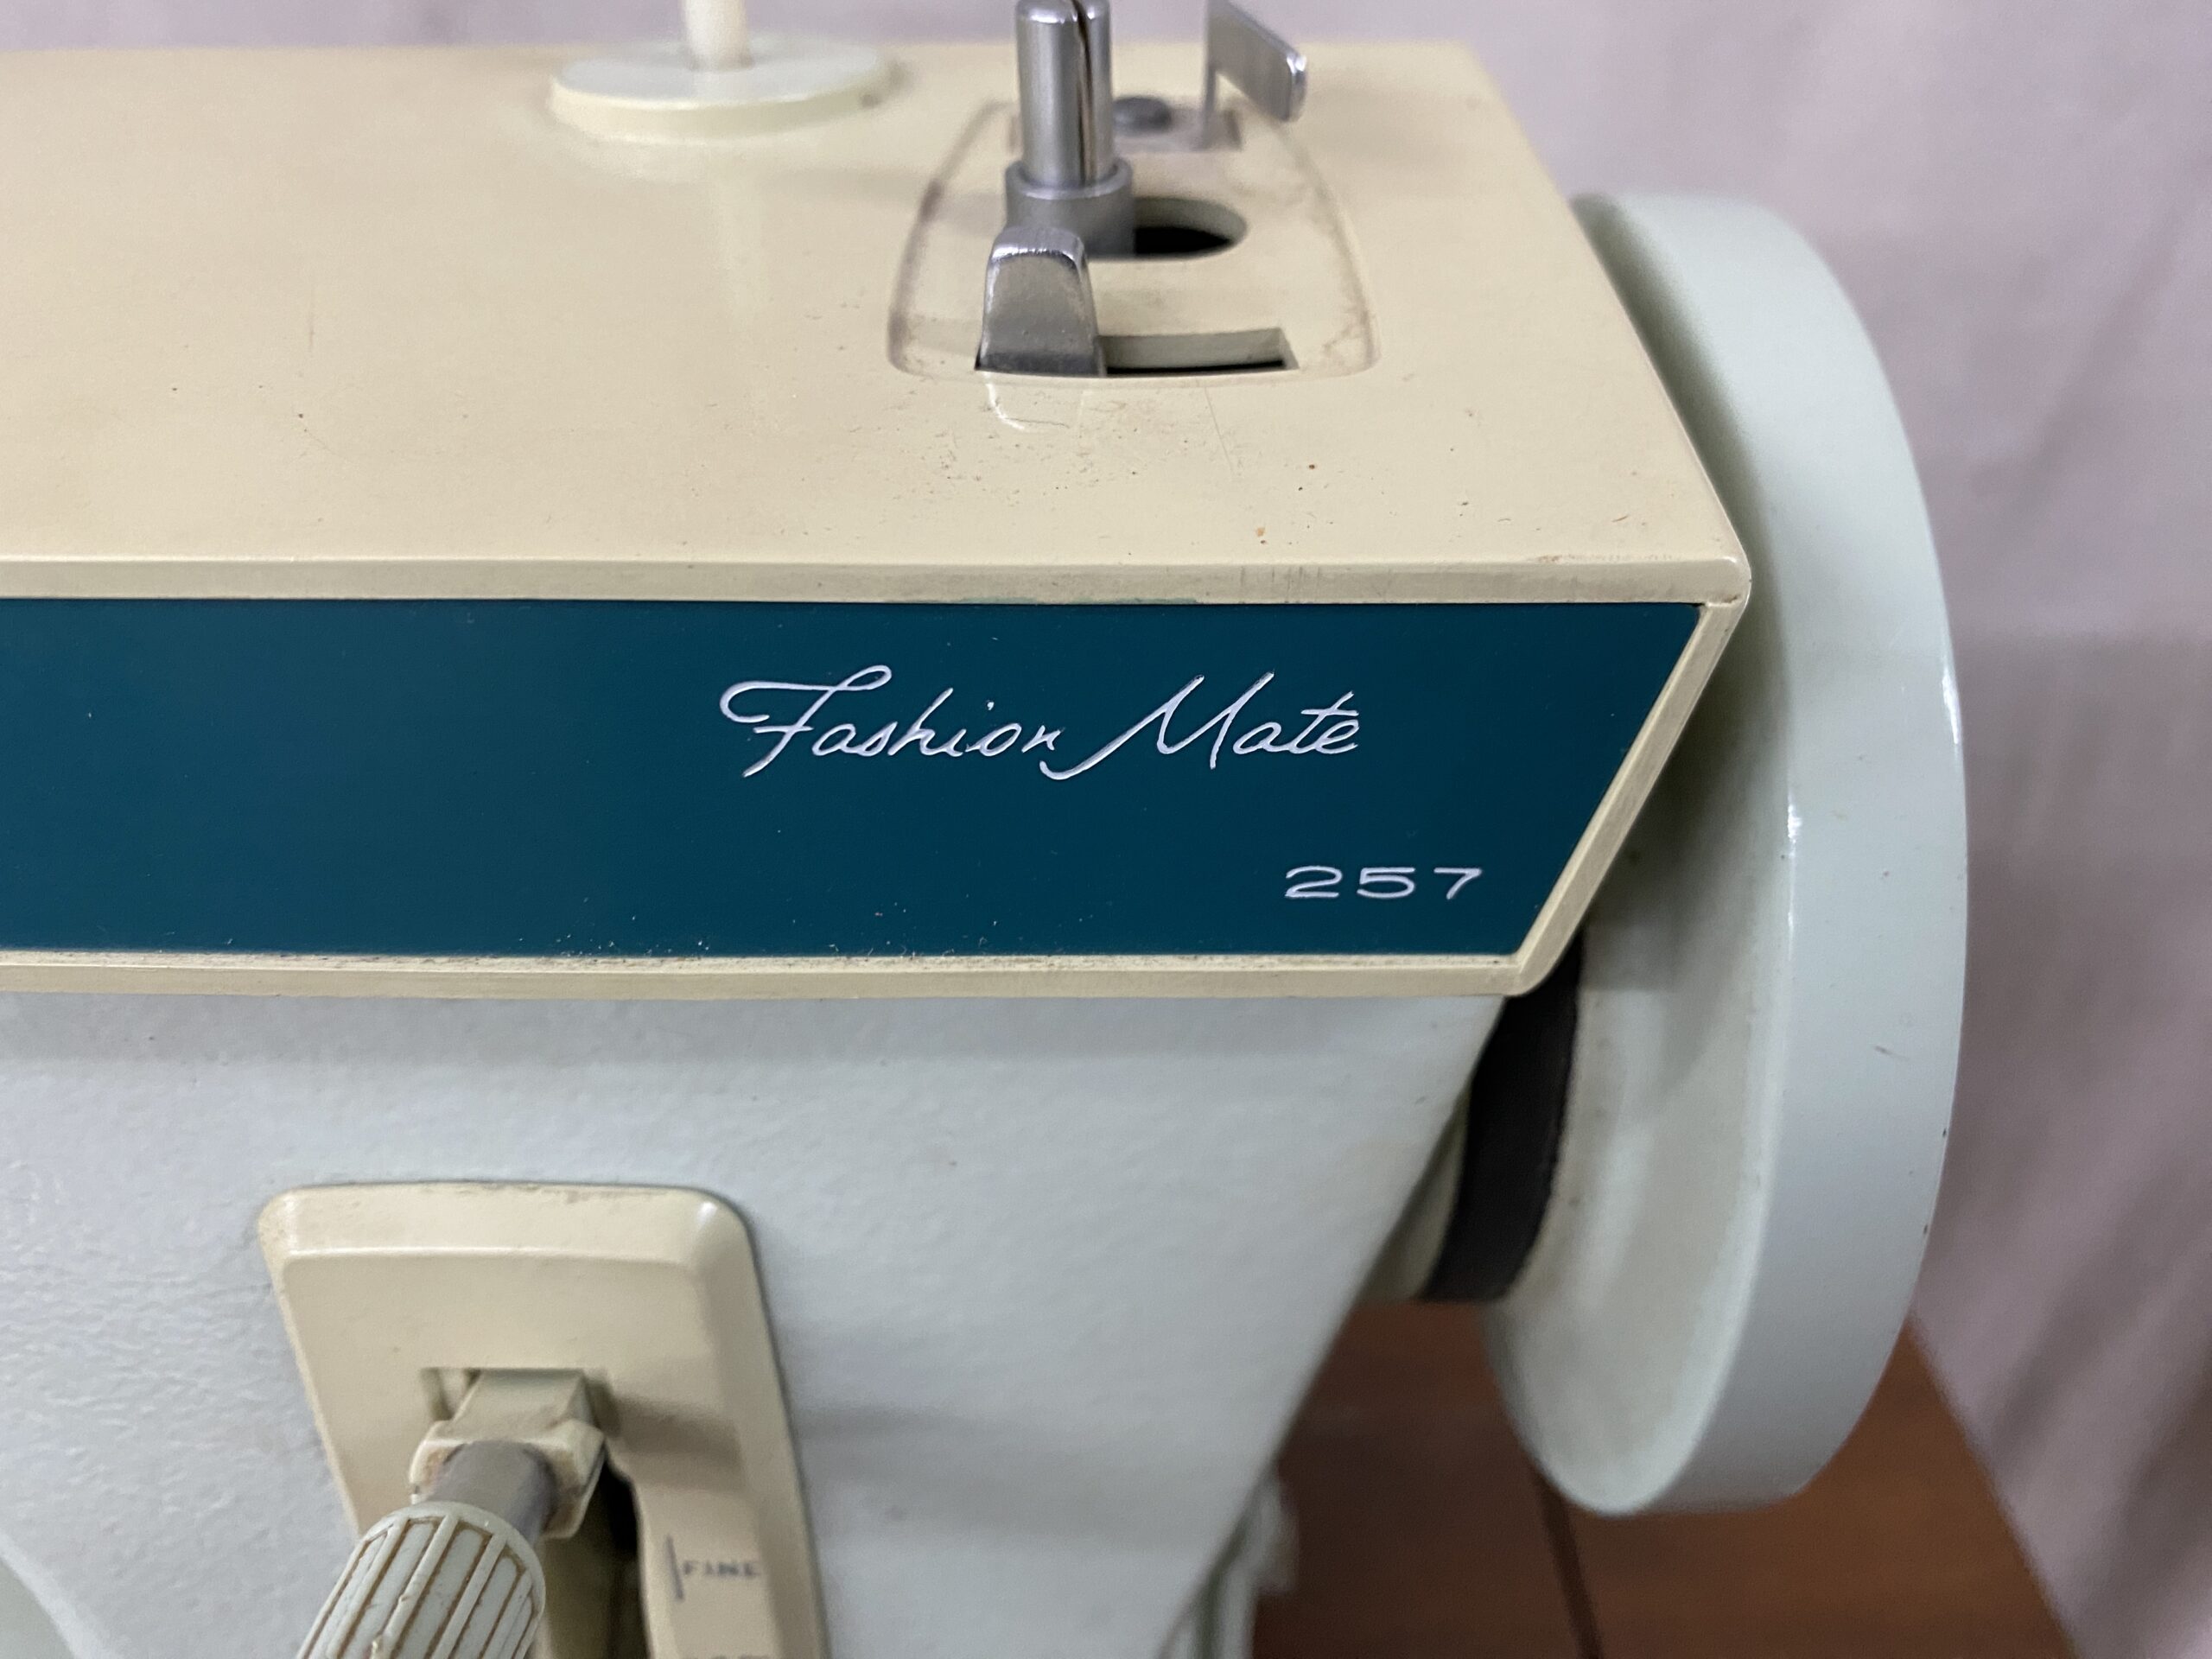 Fashion Mate
257
FINE